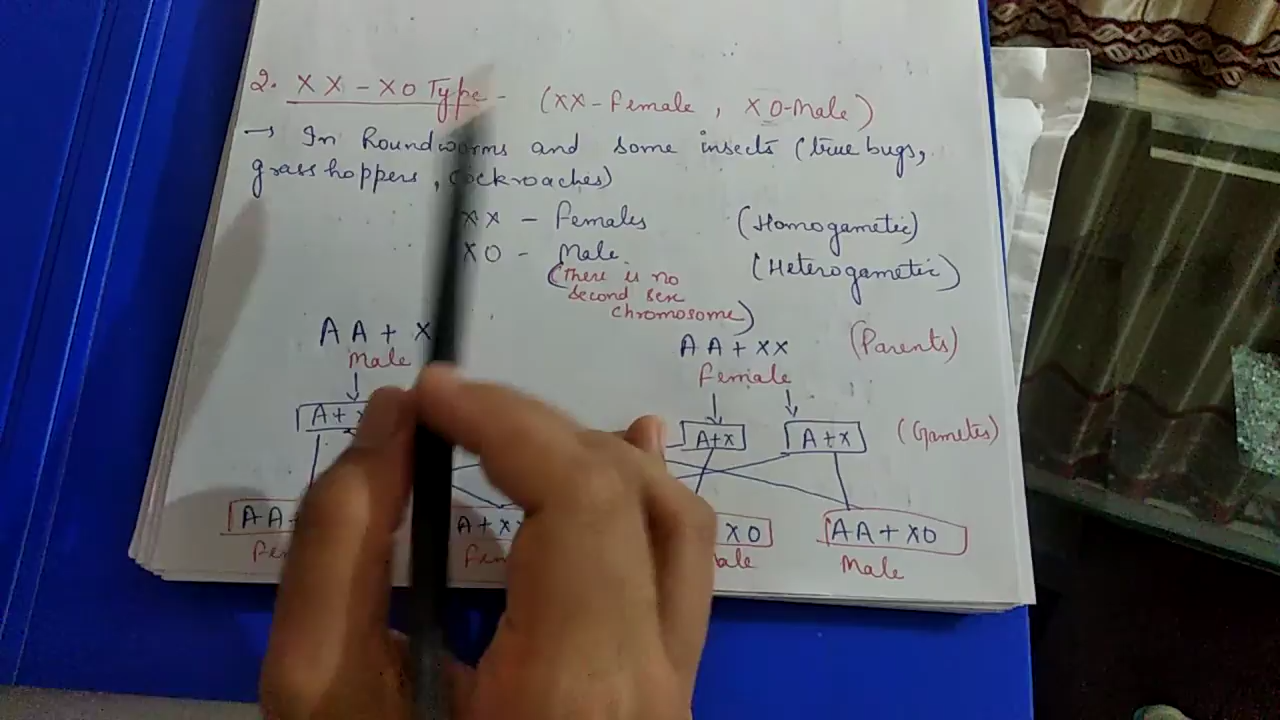 2. XX - XO Type - (XX - Female, XO - Male)
→ In Roundworms and some insects (true bugs,
grasshoppers, cockroaches)
XX - Females (Homogametic)
XO - Male (Heterogametic)
(there is no
second sex
chromosome)
AA + X AA + XX (Parents)
Male Female
A+ A+X A+X (Gametes)
AA+ A+XX XO AA + XO
Male